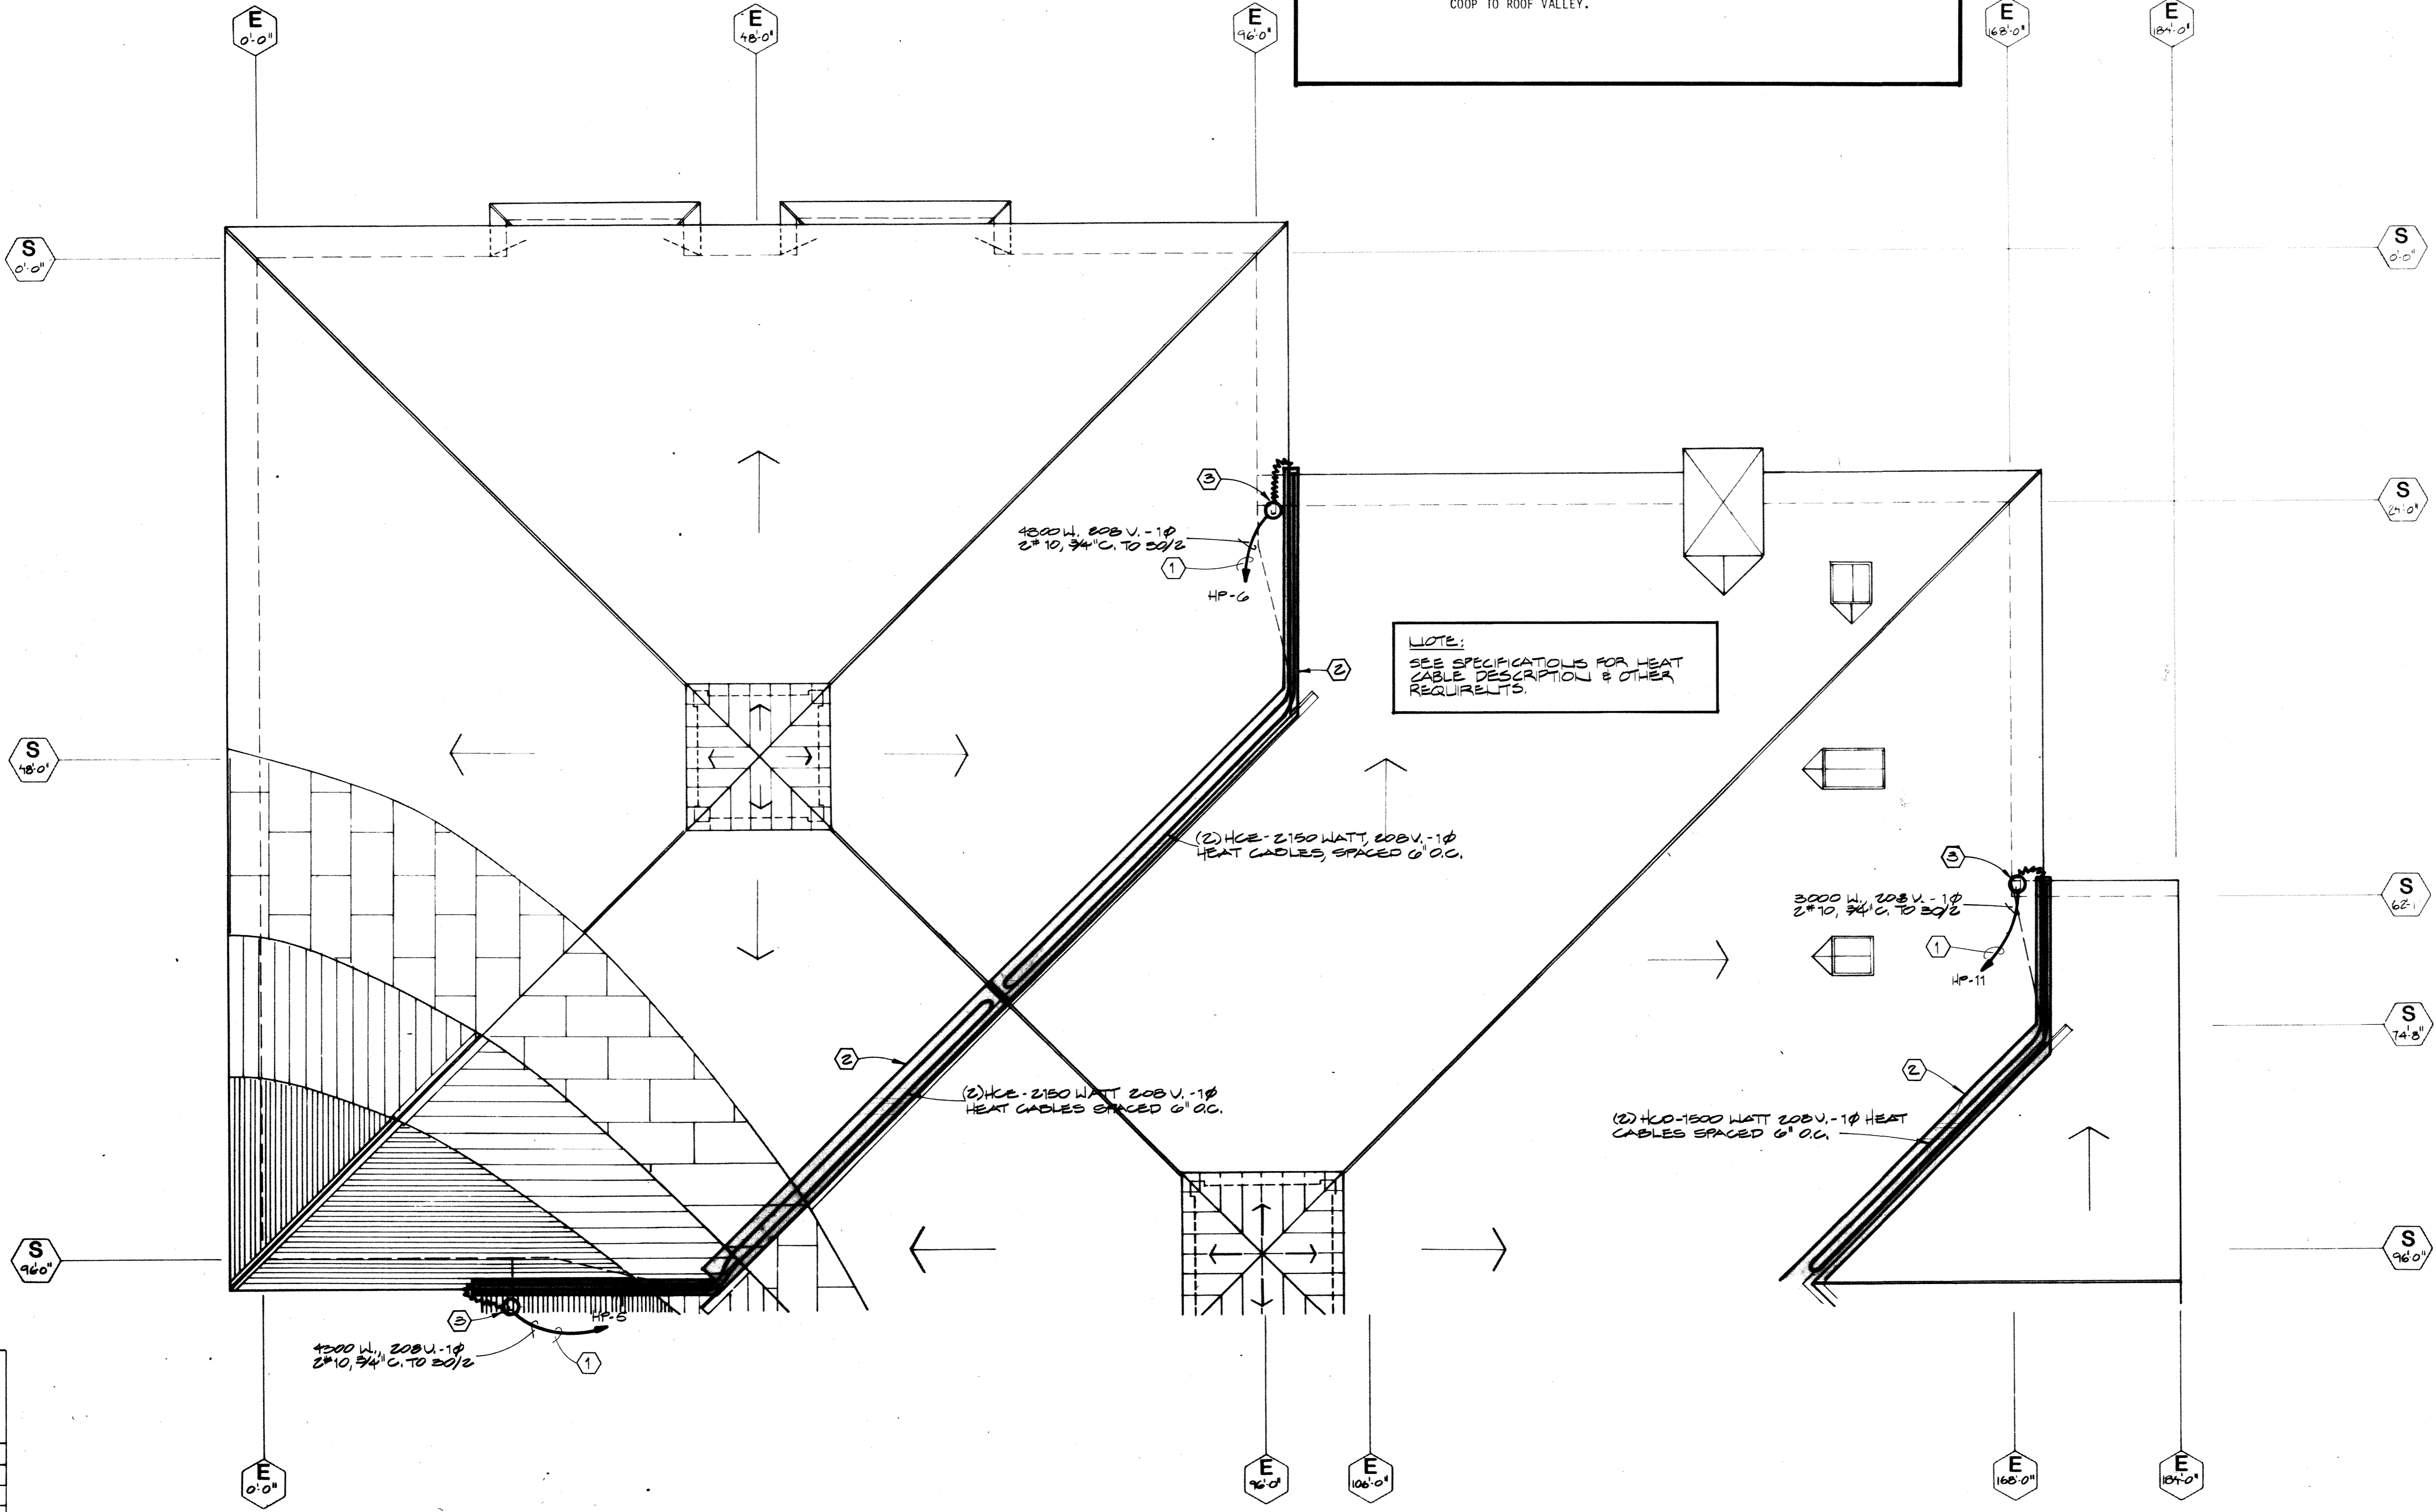 COOP TO ROOF VALLEY.
E
0'-0"
E
48'-0"
E
96'-0"
E
168'-0"
E
184'-0"
S
0'-0"
S
0'-0"
3
S
24'-0"
4300 W. 208 V. - 1Ø
2#10, 3/4"C. TO 30/2
1
HP-6
NOTE:
SEE SPECIFICATIONS FOR HEAT
CABLE DESCRIPTION & OTHER
REQUIREMTS.
2
S
48'-0"
(2) HCE - 2150 WATT, 208 V. - 1Ø
HEAT CABLES, SPACED 6" O.C.
3
3000 W., 208 V. - 1Ø
2#10, 3/4"C. TO 30/2
S
62'-1
1
HP-11
S
74'-8"
2
(2) HCE - 2150 WATT 208 V. - 1Ø
HEAT CABLES SPACED 6" O.C.
2
(2) HCD-1500 WATT 208 V. - 1Ø HEAT
CABLES SPACED 6" O.C.
S
96'0"
S
96'0"
3
HP-5
4300 W., 208 V. - 1Ø
2#10, 3/4"C. TO 30/2
1
E
0'-0"
E
96'-0"
E
106'-0"
E
168'-0"
E
184'-0"